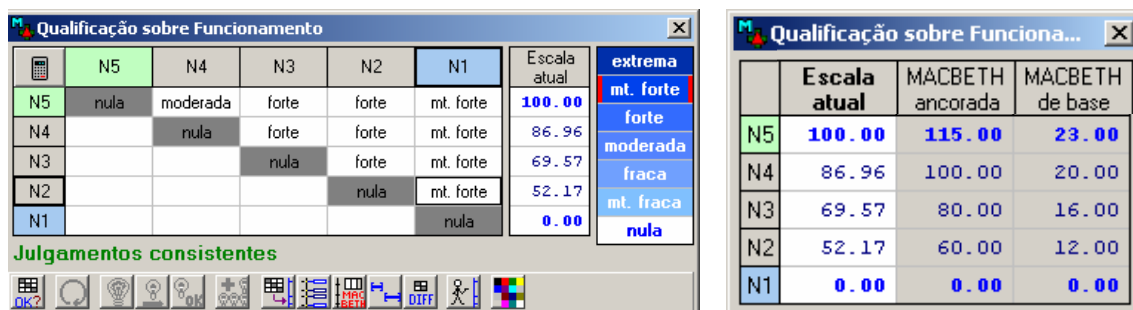 Qualificação sobre Funcionamento
N5 N4 N3 N2 N1 Escala atual
N5 nula moderada forte forte mt. forte 100.00
N4 nula forte forte mt. forte 86.96
N3 nula forte mt. forte 69.57
N2 nula mt. forte 52.17
N1 nula 0.00
extrema
mt. forte
forte
moderada
fraca
mt. fraca
nula
Julgamentos consistentes
OK? OK MAC BETH DIFF
Qualificação sobre Funciona...
Escala atual MACBETH ancorada MACBETH de base
N5 100.00 115.00 23.00
N4 86.96 100.00 20.00
N3 69.57 80.00 16.00
N2 52.17 60.00 12.00
N1 0.00 0.00 0.00